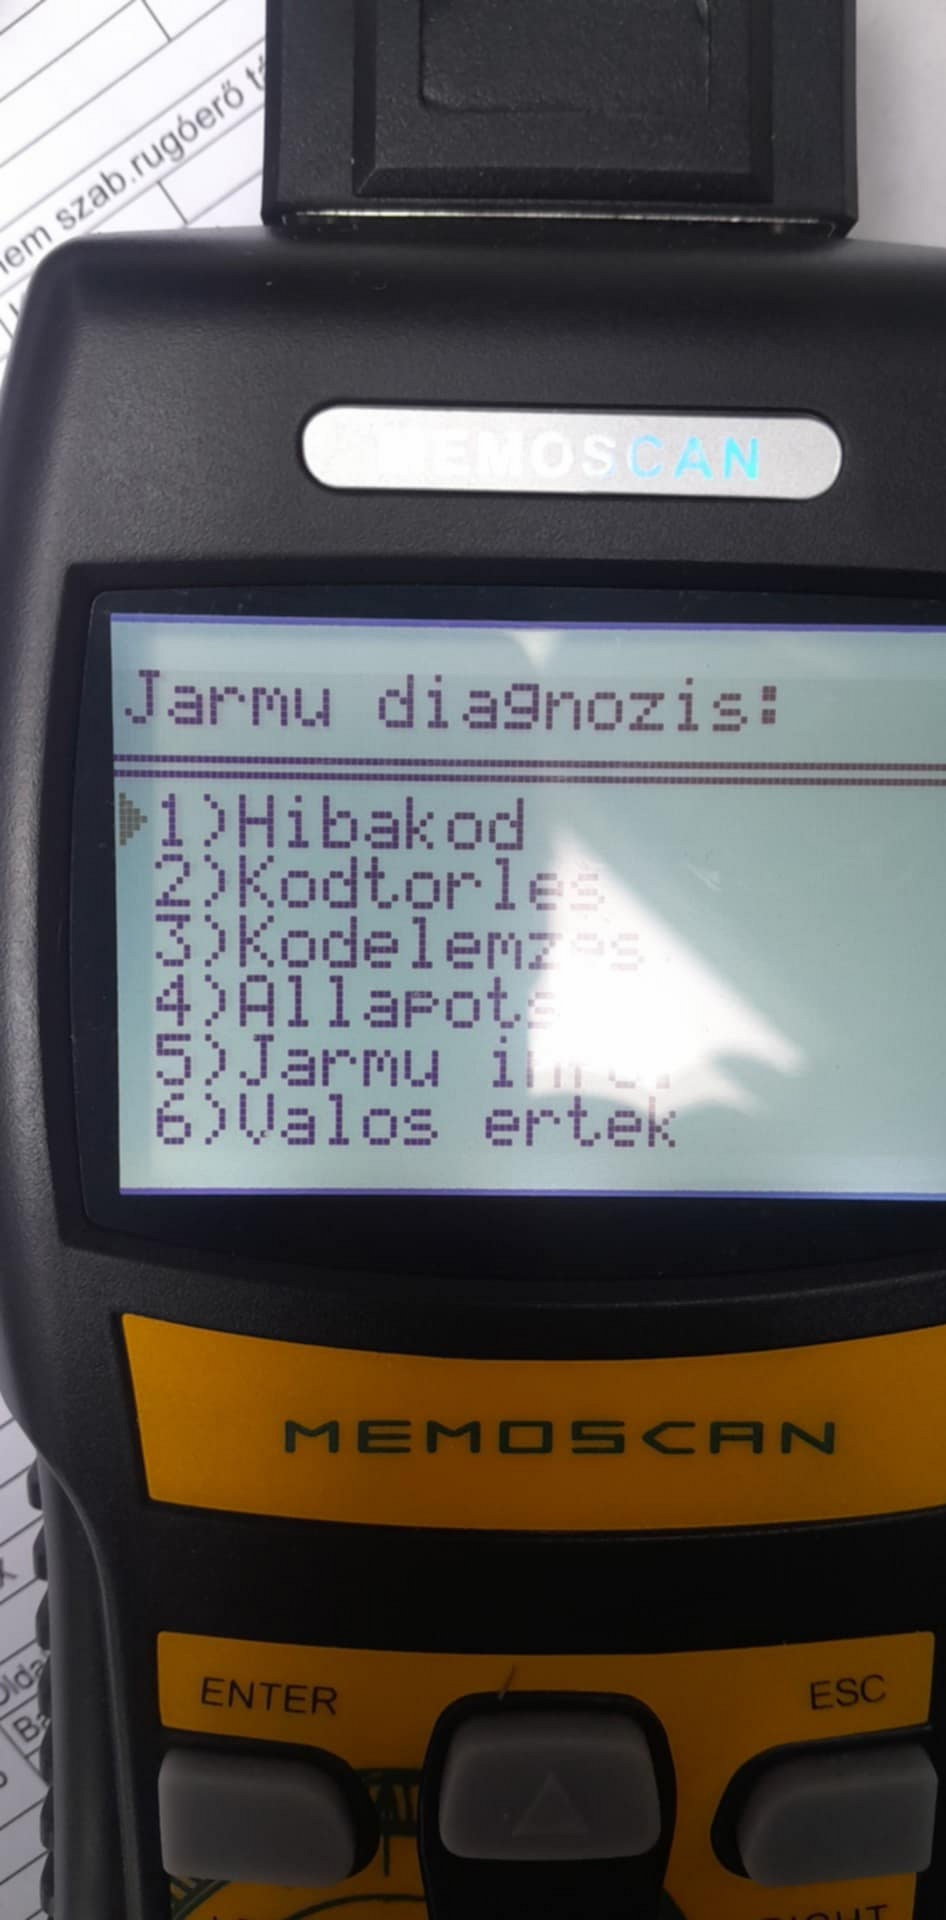 nem szab.rugóerő
MEMOSCAN
Jarmu diagnozis:
1)Hibakod
2)Kodtorles
3)Kodelemzes
4)Allapot
5)Jarmu
6)Valos ertek
MEMOSCAN
ENTER
ESC